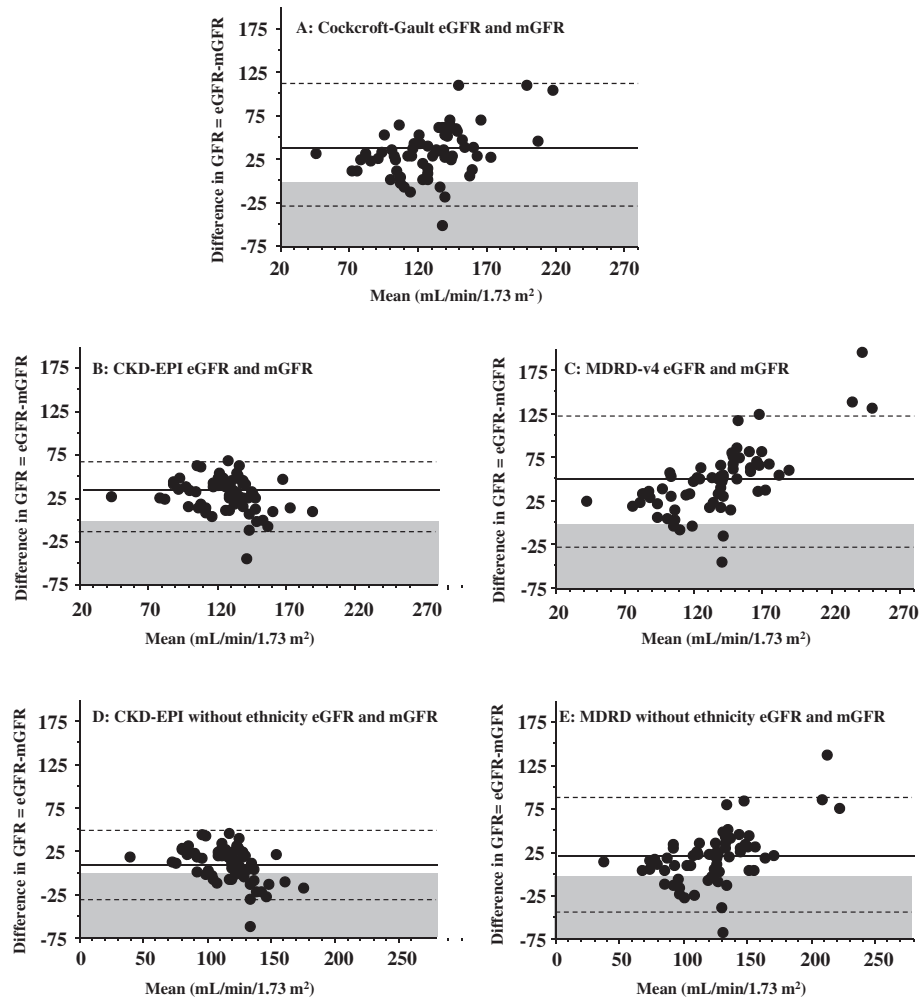 A: Cockcroft-Gault eGFR and mGFR
Difference in GFR = eGFR-mGFR
175
125
75
25
-25
-75
20 70 120 170 220 270
Mean (mL/min/1.73 m²)
B: CKD-EPI eGFR and mGFR
Difference in GFR = eGFR-mGFR
175
125
75
25
-25
-75
20 70 120 170 220 270
Mean (mL/min/1.73 m²)
C: MDRD-v4 eGFR and mGFR
Difference in GFR = eGFR-mGFR
175
125
75
25
-25
-75
20 70 120 170 220 270
Mean (mL/min/1.73 m²)
D: CKD-EPI without ethnicity eGFR and mGFR
Difference in GFR = eGFR-mGFR
175
125
75
25
-25
-75
0 50 100 150 200 250
Mean (mL/min/1.73 m²)
E: MDRD without ethnicity eGFR and mGFR
Difference in GFR= eGFR-mGFR
175
125
75
25
-25
-75
0 50 100 150 200 250
Mean (mL/min/1.73 m²)